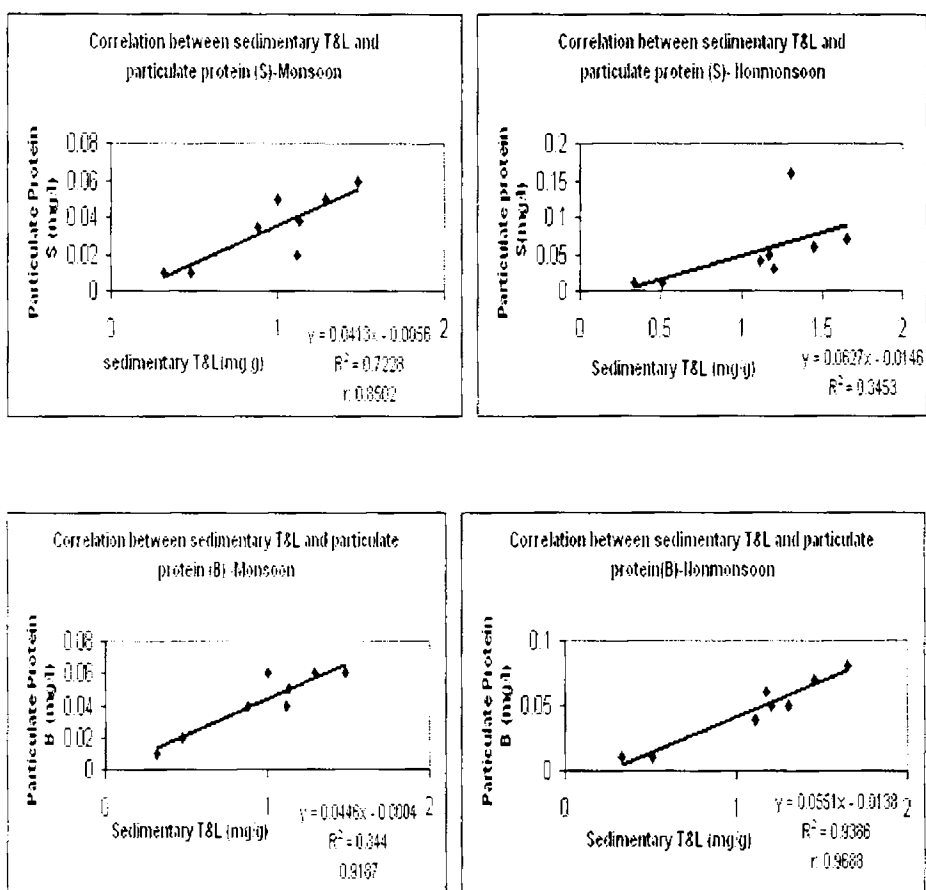 Correlation between sedimentary T&L and
particulate protein (S)-Monsoon
Particulate Protein
S (mg/l)
0.08
0.06
0.04
0.02
0
0
1
2
sedimentary T&L(mg/g)
y = 0.0413x - 0.0056
R² = 0.7228
r: 0.8502
Correlation between sedimentary T&L and
particulate protein (S)- Nonmonsoon
Particulate protein
S(mg/l)
0.2
0.15
0.1
0.05
0
0
0.5
1
1.5
2
Sedimentary T&L (mg/g)
y = 0.0627x - 0.0146
R² = 0.3453
Correlation between sedimentary T&L and particulate
protein (B) -Monsoon
Particulate Protein
B (mg/l)
0.08
0.06
0.04
0.02
0
0
1
2
Sedimentary T&L (mg/g)
y = 0.0446x - 0.0004
R² = 0.844
0.9187
Correlation between sedimentary T&L and particulate
protein(B)-Nonmonsoon
Particulate Protein
B (mg/l)
0.1
0.05
0
0
1
2
Sedimentary T&L (mg/g)
y = 0.0551x - 0.0138
R² = 0.9386
r: 0.9688